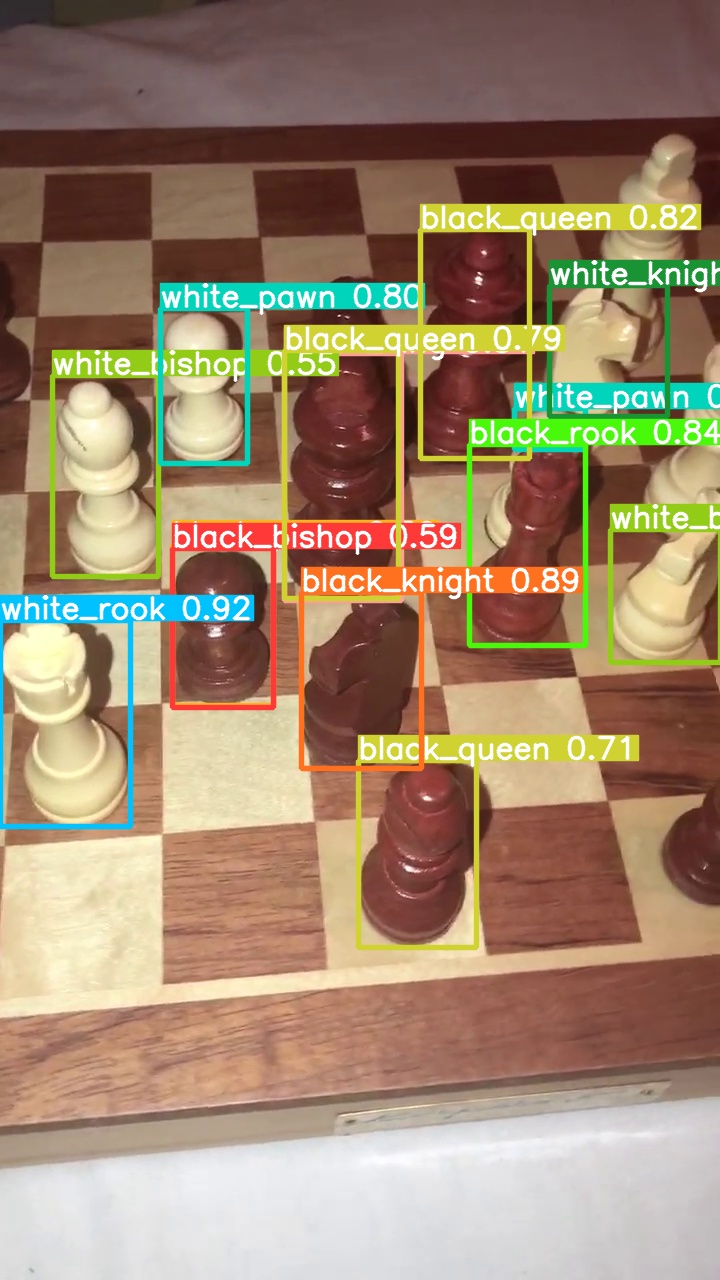 black_queen 0.82
white_knigh
white_pawn 0.80
black_queen 0.79
white_bishop 0.55
white_pawn 0
black_rook 0.84
white_b
black_bishop 0.59
black_knight 0.89
white_rook 0.92
black_queen 0.71